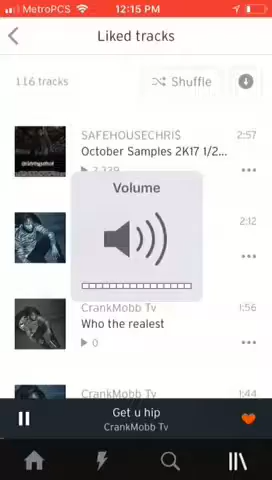 MetroPCS 12:15 PM
Liked tracks
116 tracks
Shuffle
SAFEHOUSECHRI$ 2:57
October Samples 2K17 1/2...
Volume
2:12
CrankMobb Tv 1:56
Who the realest
0
CrankMobb Tv 1:44
Get u hip
CrankMobb Tv